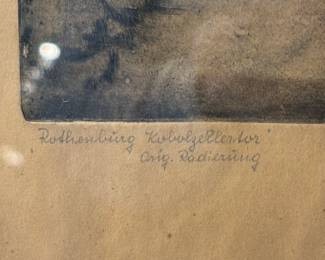 "Rothenburg Kobolzellertor"
Orig. Radierung